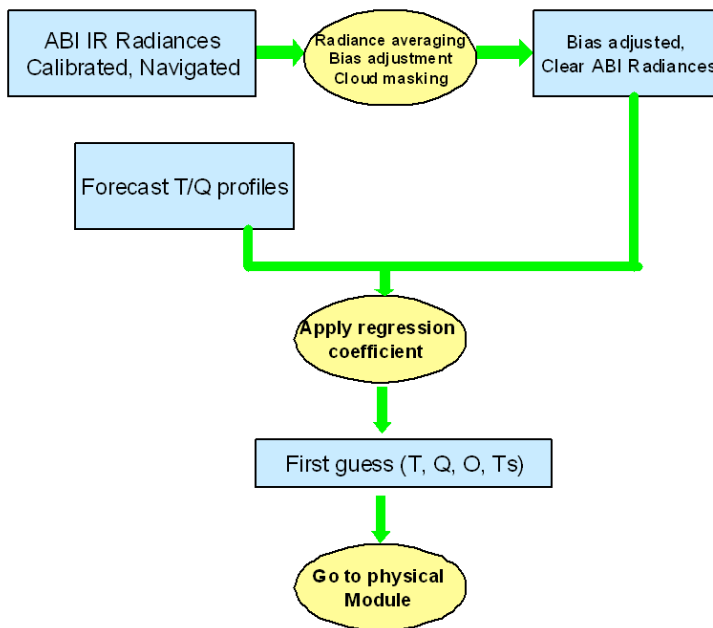 ABI IR Radiances
Calibrated, Navigated
Radiance averaging
Bias adjustment
Cloud masking
Bias adjusted,
Clear ABI Radiances
Forecast T/Q profiles
Apply regression
coefficient
First guess (T, Q, O, Ts)
Go to physical
Module